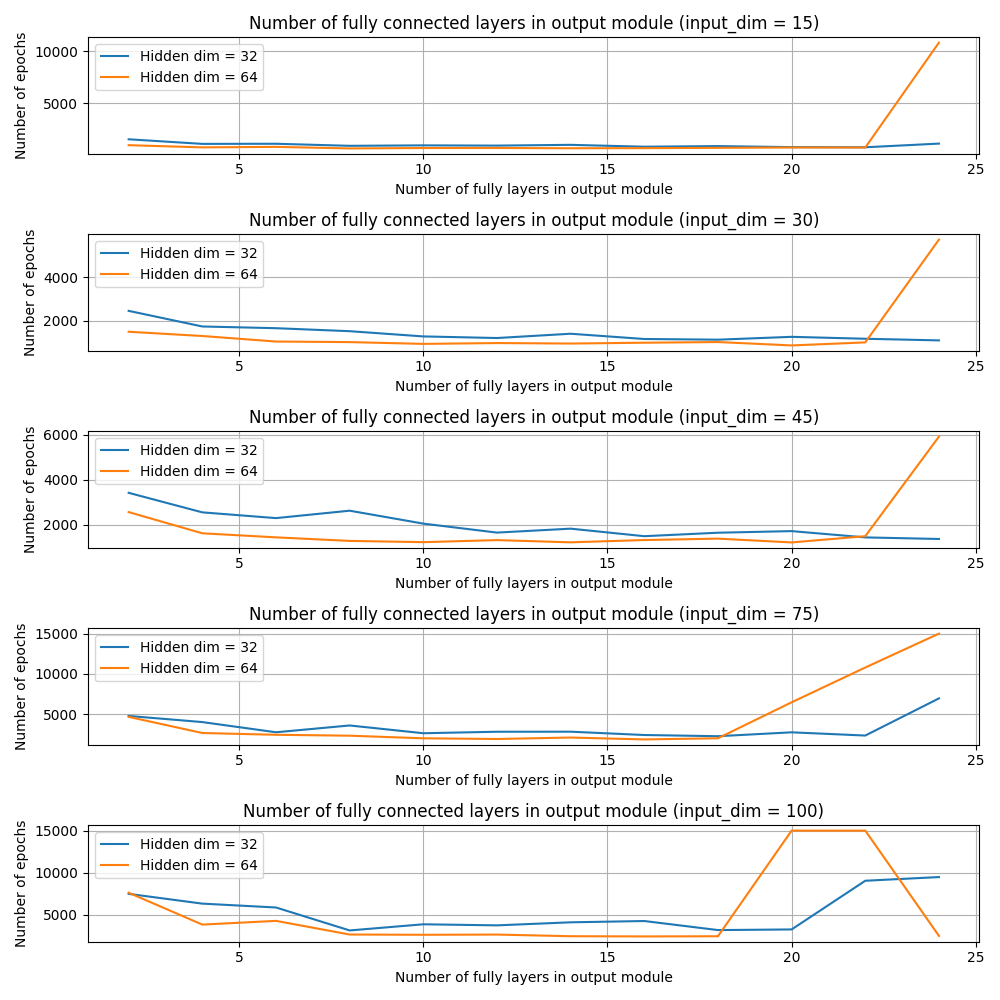 Number of fully connected layers in output module (input_dim = 15)
Number of epochs
10000
5000
Hidden dim = 32
Hidden dim = 64
5 10 15 20 25
Number of fully layers in output module
Number of fully connected layers in output module (input_dim = 30)
Number of epochs
4000
2000
Hidden dim = 32
Hidden dim = 64
5 10 15 20 25
Number of fully layers in output module
Number of fully connected layers in output module (input_dim = 45)
Number of epochs
6000
4000
2000
Hidden dim = 32
Hidden dim = 64
5 10 15 20 25
Number of fully layers in output module
Number of fully connected layers in output module (input_dim = 75)
Number of epochs
15000
10000
5000
Hidden dim = 32
Hidden dim = 64
5 10 15 20 25
Number of fully layers in output module
Number of fully connected layers in output module (input_dim = 100)
Number of epochs
15000
10000
5000
Hidden dim = 32
Hidden dim = 64
5 10 15 20 25
Number of fully layers in output module